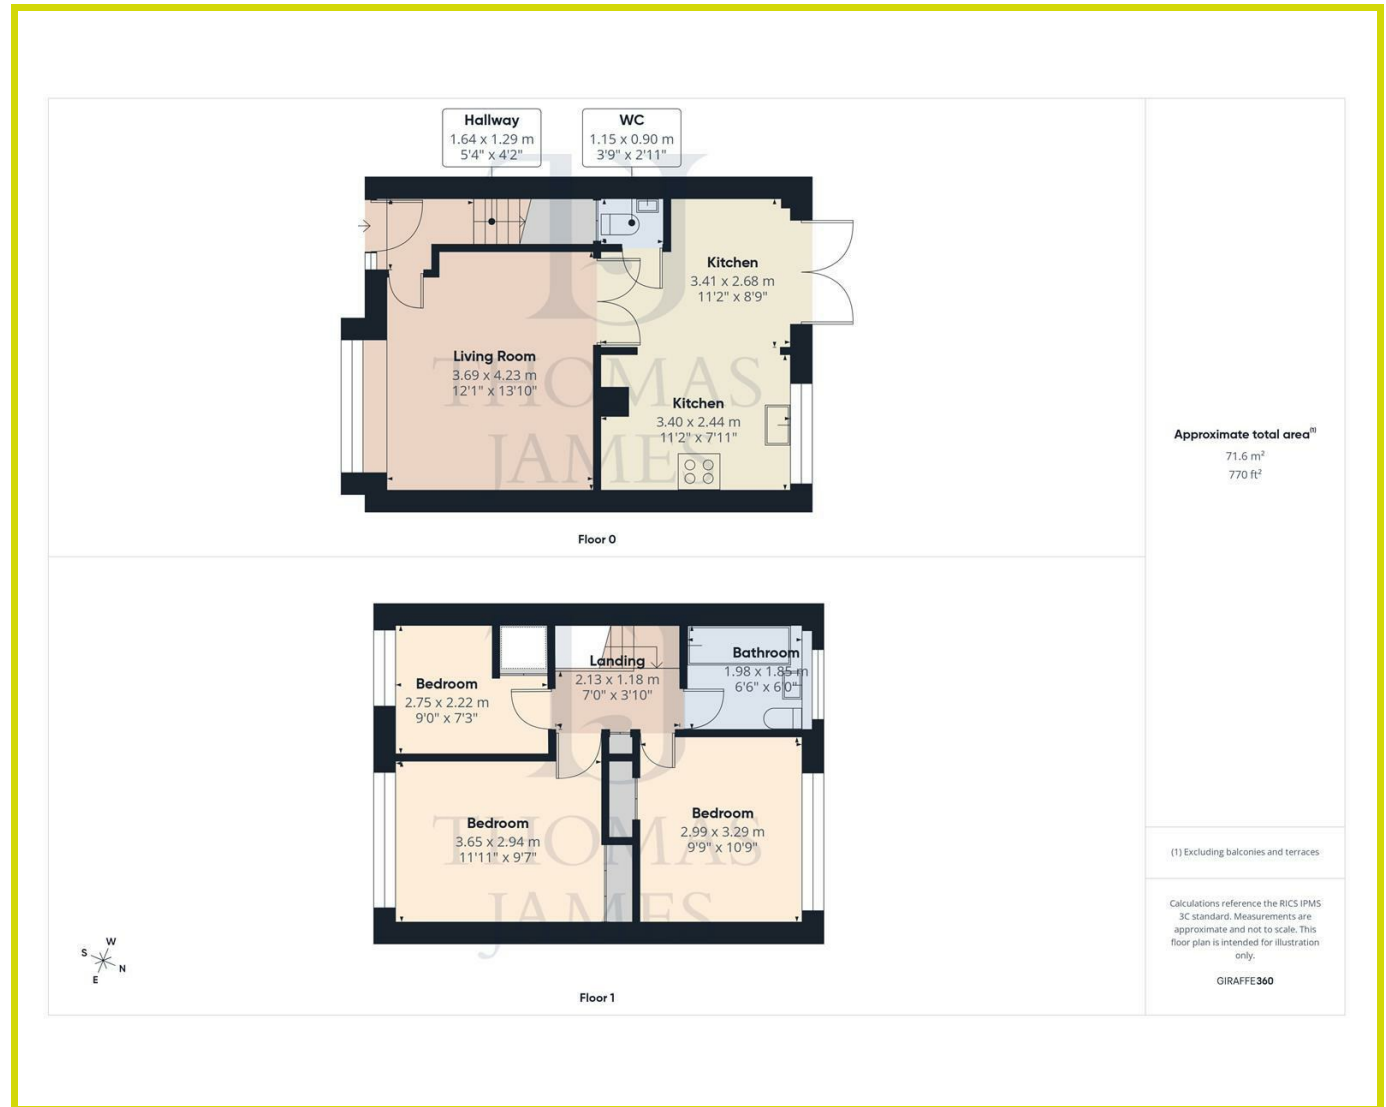 Hallway
1.64 x 1.29 m
5'4" x 4'2"
WC
1.15 x 0.90 m
3'9" x 2'11"
Kitchen
3.41 x 2.68 m
11'2" x 8'9"
Living Room
3.69 x 4.23 m
12'1" x 13'10"
Kitchen
3.40 x 2.44 m
11'2" x 7'11"
TJ
THOMAS
JAMES
Floor 0
Approximate total area(1)
71.6 m²
770 ft²
Landing
2.13 x 1.18 m
7'0" x 3'10"
Bathroom
1.98 x 1.85 m
6'6" x 6'0"
Bedroom
2.75 x 2.22 m
9'0" x 7'3"
Bedroom
3.65 x 2.94 m
11'11" x 9'7"
Bedroom
2.99 x 3.29 m
9'9" x 10'9"
TJ
THOMAS
JAMES
W
S
N
E
Floor 1
(1) Excluding balconies and terraces
Calculations reference the RICS IPMS
3C standard. Measurements are
approximate and not to scale. This
floor plan is intended for illustration
only.
GIRAFFE360